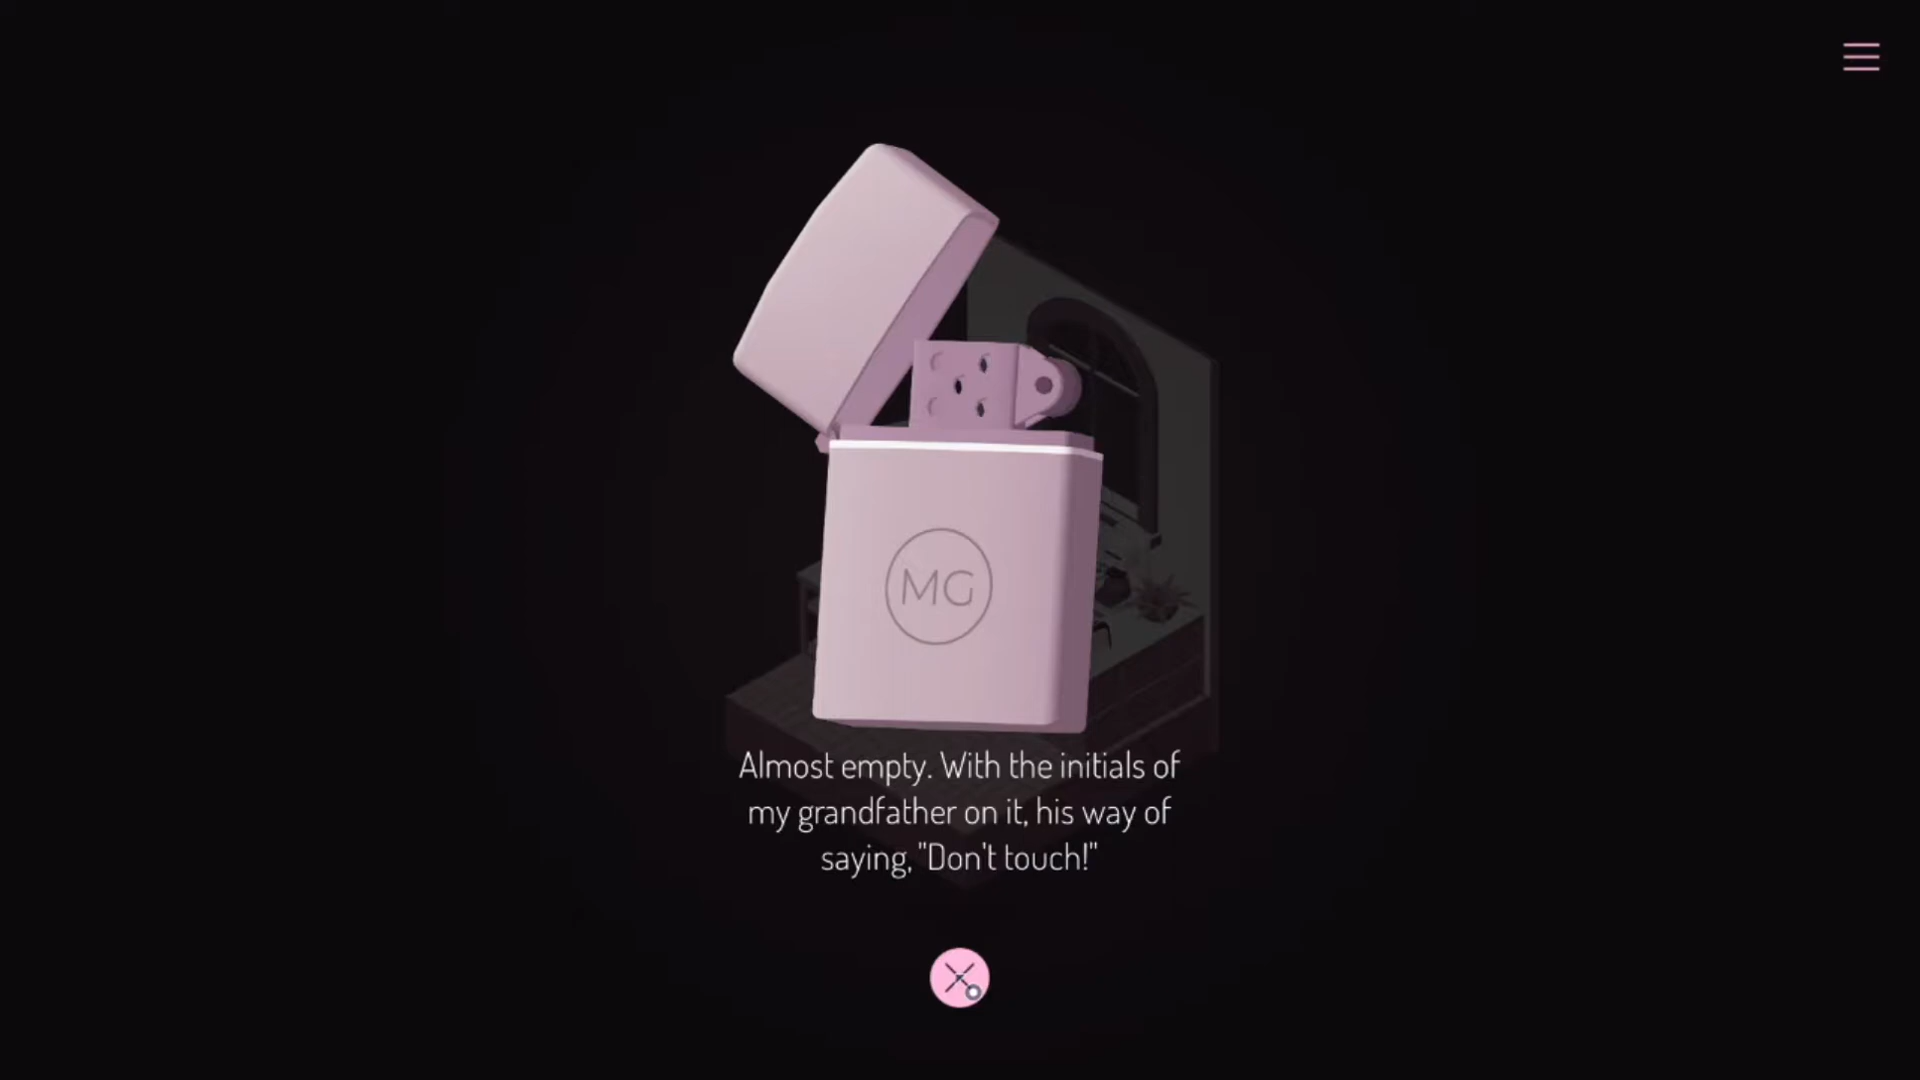 MG
Almost empty. With the initials of
my grandfather on it, his way of
saying, "Don't touch!"